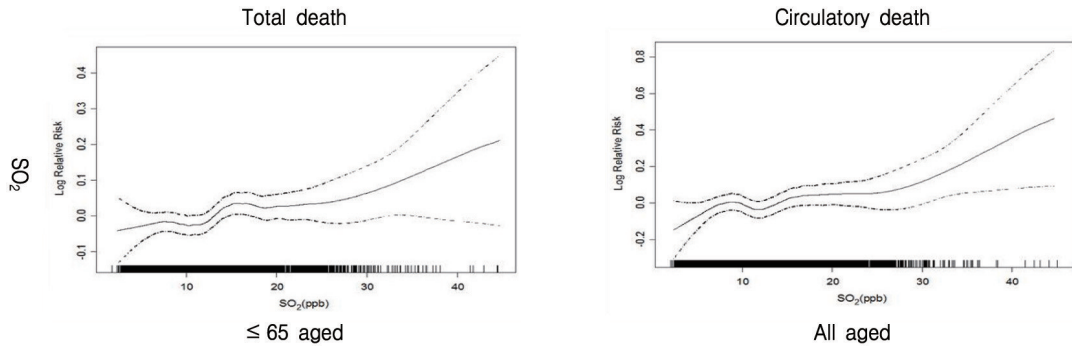 Total death
Circulatory death
SO₂
Log Relative Risk
0.4
0.3
0.2
0.1
0.0
-0.1
10
20
30
40
SO₂(ppb)
≤ 65 aged
Log Relative Risk
0.8
0.6
0.4
0.2
0.0
-0.2
10
20
30
40
SO₂(ppb)
All aged